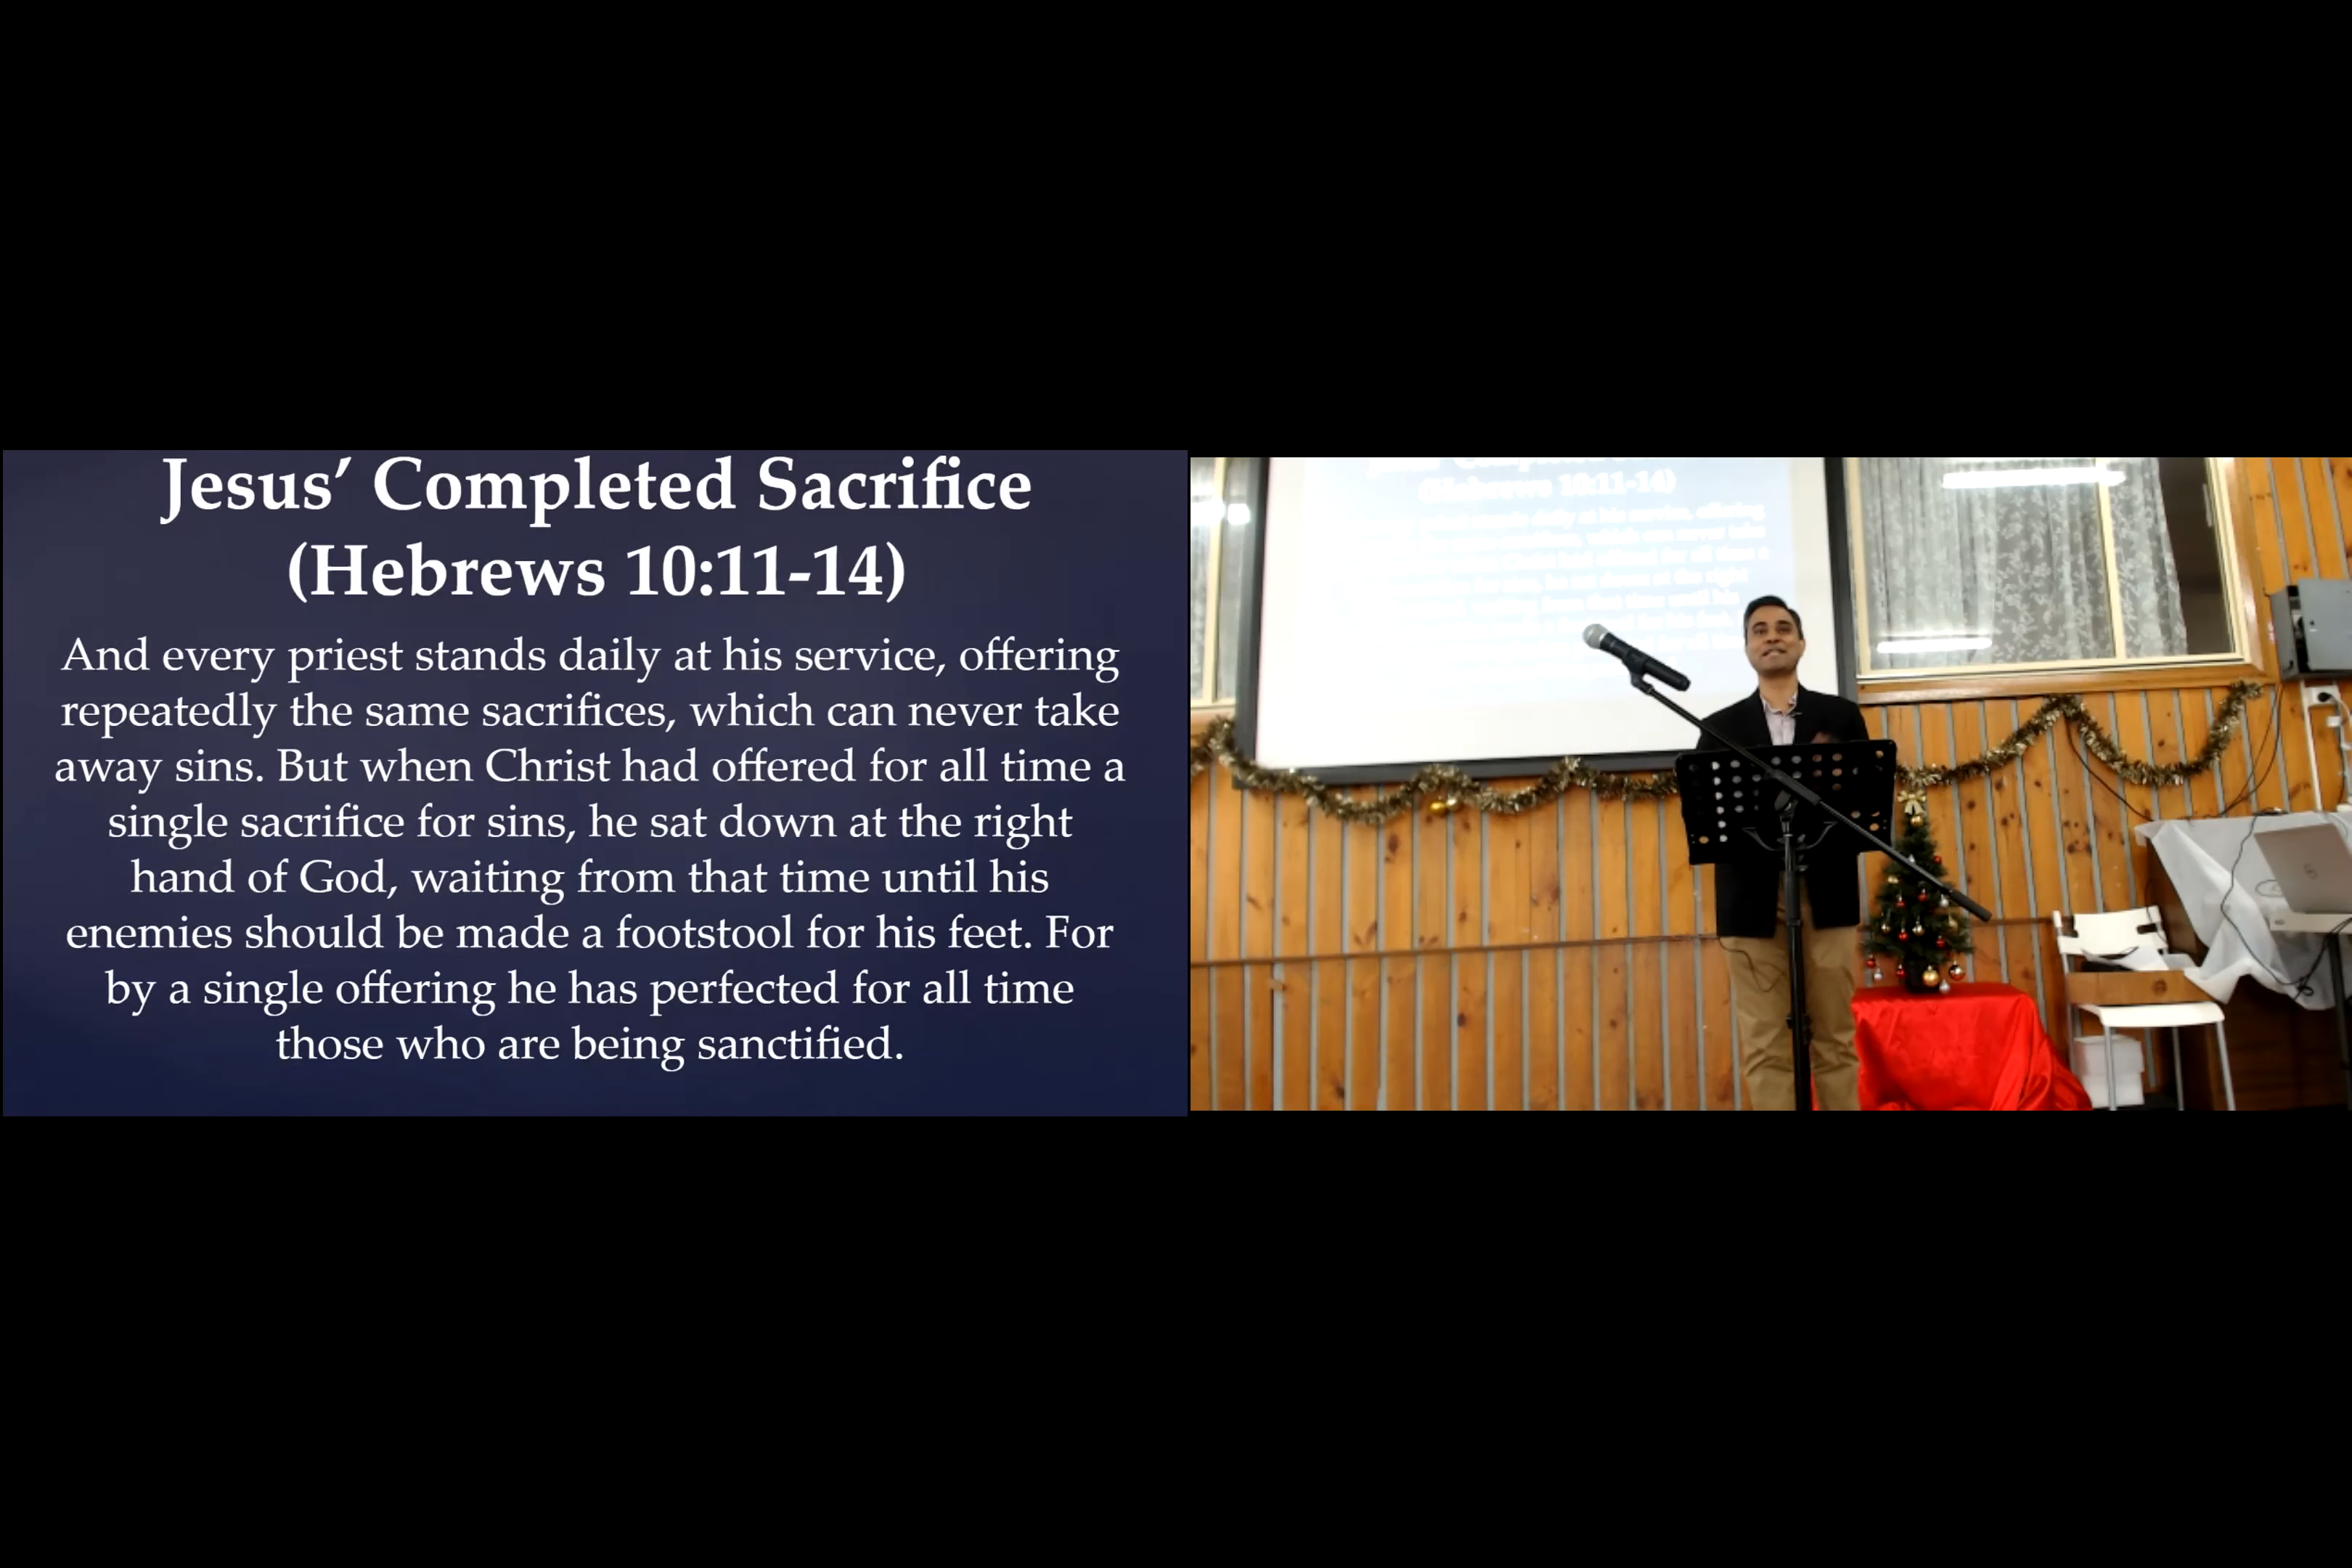 Jesus’ Completed Sacrifice
(Hebrews 10:11-14)
And every priest stands daily at his service, offering
repeatedly the same sacrifices, which can never take
away sins. But when Christ had offered for all time a
single sacrifice for sins, he sat down at the right
hand of God, waiting from that time until his
enemies should be made a footstool for his feet. For
by a single offering he has perfected for all time
those who are being sanctified.
(Hebrews 10:11-14)